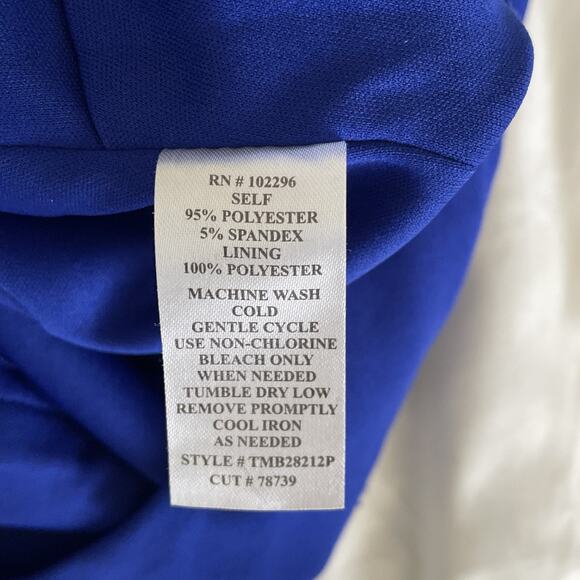 RN # 102296
SELF
95% POLYESTER
5% SPANDEX
LINING
100% POLYESTER
MACHINE WASH
COLD
GENTLE CYCLE
USE NON-CHLORINE
BLEACH ONLY
WHEN NEEDED
TUMBLE DRY LOW
REMOVE PROMPTLY
COOL IRON
AS NEEDED
STYLE # TMB28212P
CUT # 78739